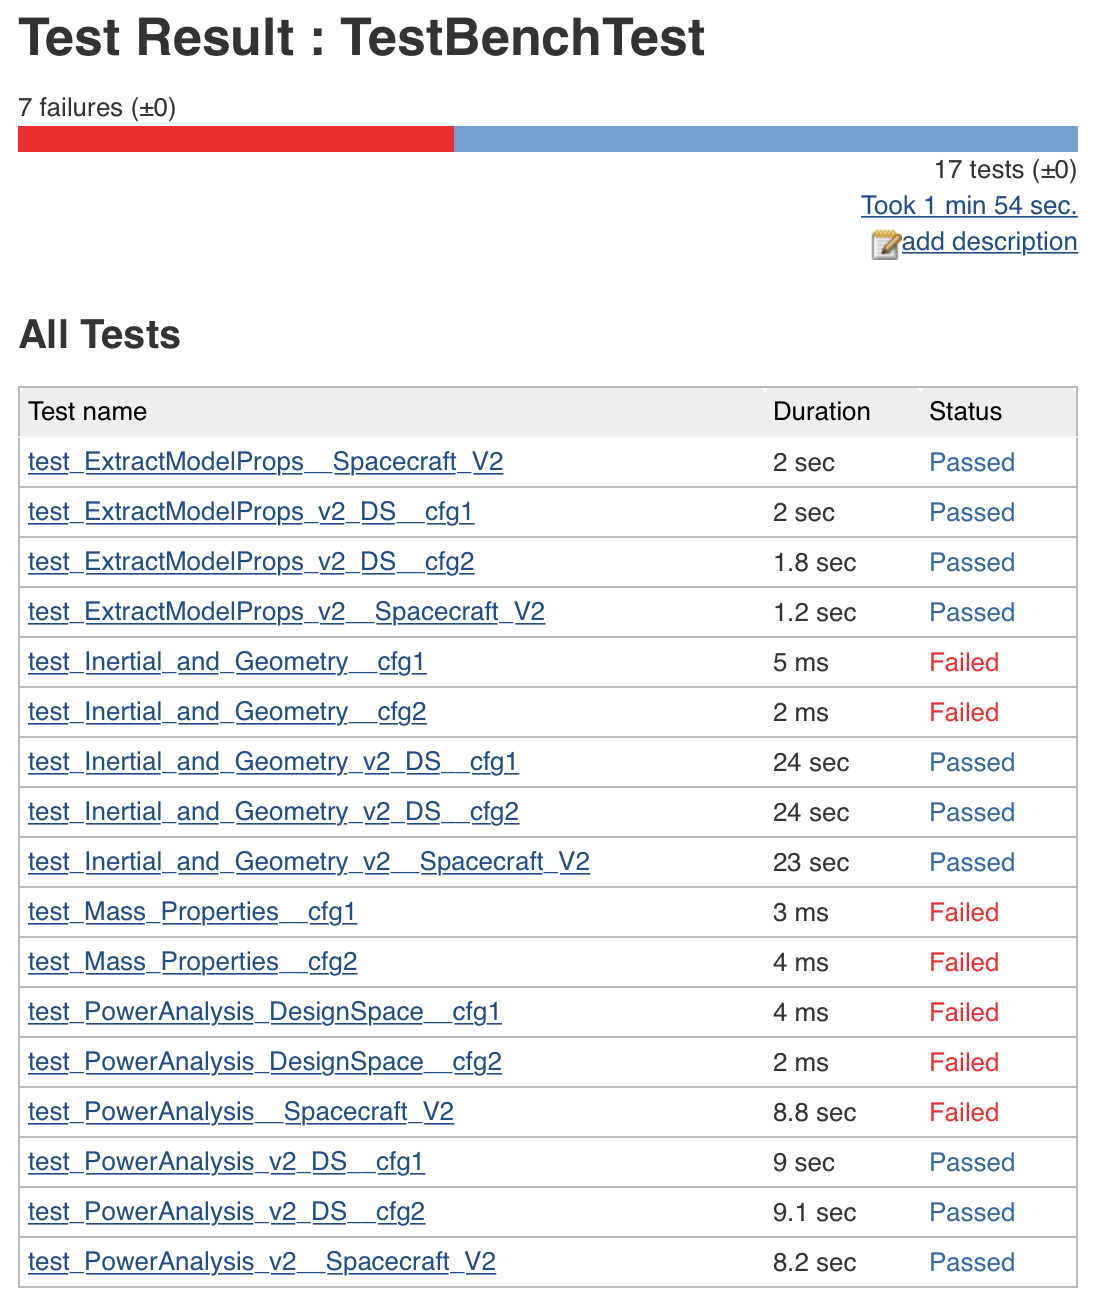 Test Result : TestBenchTest
7 failures (±0)
17 tests (±0)
Took 1 min 54 sec.
add description
All Tests
Test name Duration Status
test_ExtractModelProps__Spacecraft_V2 2 sec Passed
test_ExtractModelProps_v2_DS__cfg1 2 sec Passed
test_ExtractModelProps_v2_DS__cfg2 1.8 sec Passed
test_ExtractModelProps_v2__Spacecraft_V2 1.2 sec Passed
test_Inertial_and_Geometry__cfg1 5 ms Failed
test_Inertial_and_Geometry__cfg2 2 ms Failed
test_Inertial_and_Geometry_v2_DS__cfg1 24 sec Passed
test_Inertial_and_Geometry_v2_DS__cfg2 24 sec Passed
test_Inertial_and_Geometry_v2__Spacecraft_V2 23 sec Passed
test_Mass_Properties__cfg1 3 ms Failed
test_Mass_Properties__cfg2 4 ms Failed
test_PowerAnalysis_DesignSpace__cfg1 4 ms Failed
test_PowerAnalysis_DesignSpace__cfg2 2 ms Failed
test_PowerAnalysis__Spacecraft_V2 8.8 sec Failed
test_PowerAnalysis_v2_DS__cfg1 9 sec Passed
test_PowerAnalysis_v2_DS__cfg2 9.1 sec Passed
test_PowerAnalysis_v2__Spacecraft_V2 8.2 sec Passed